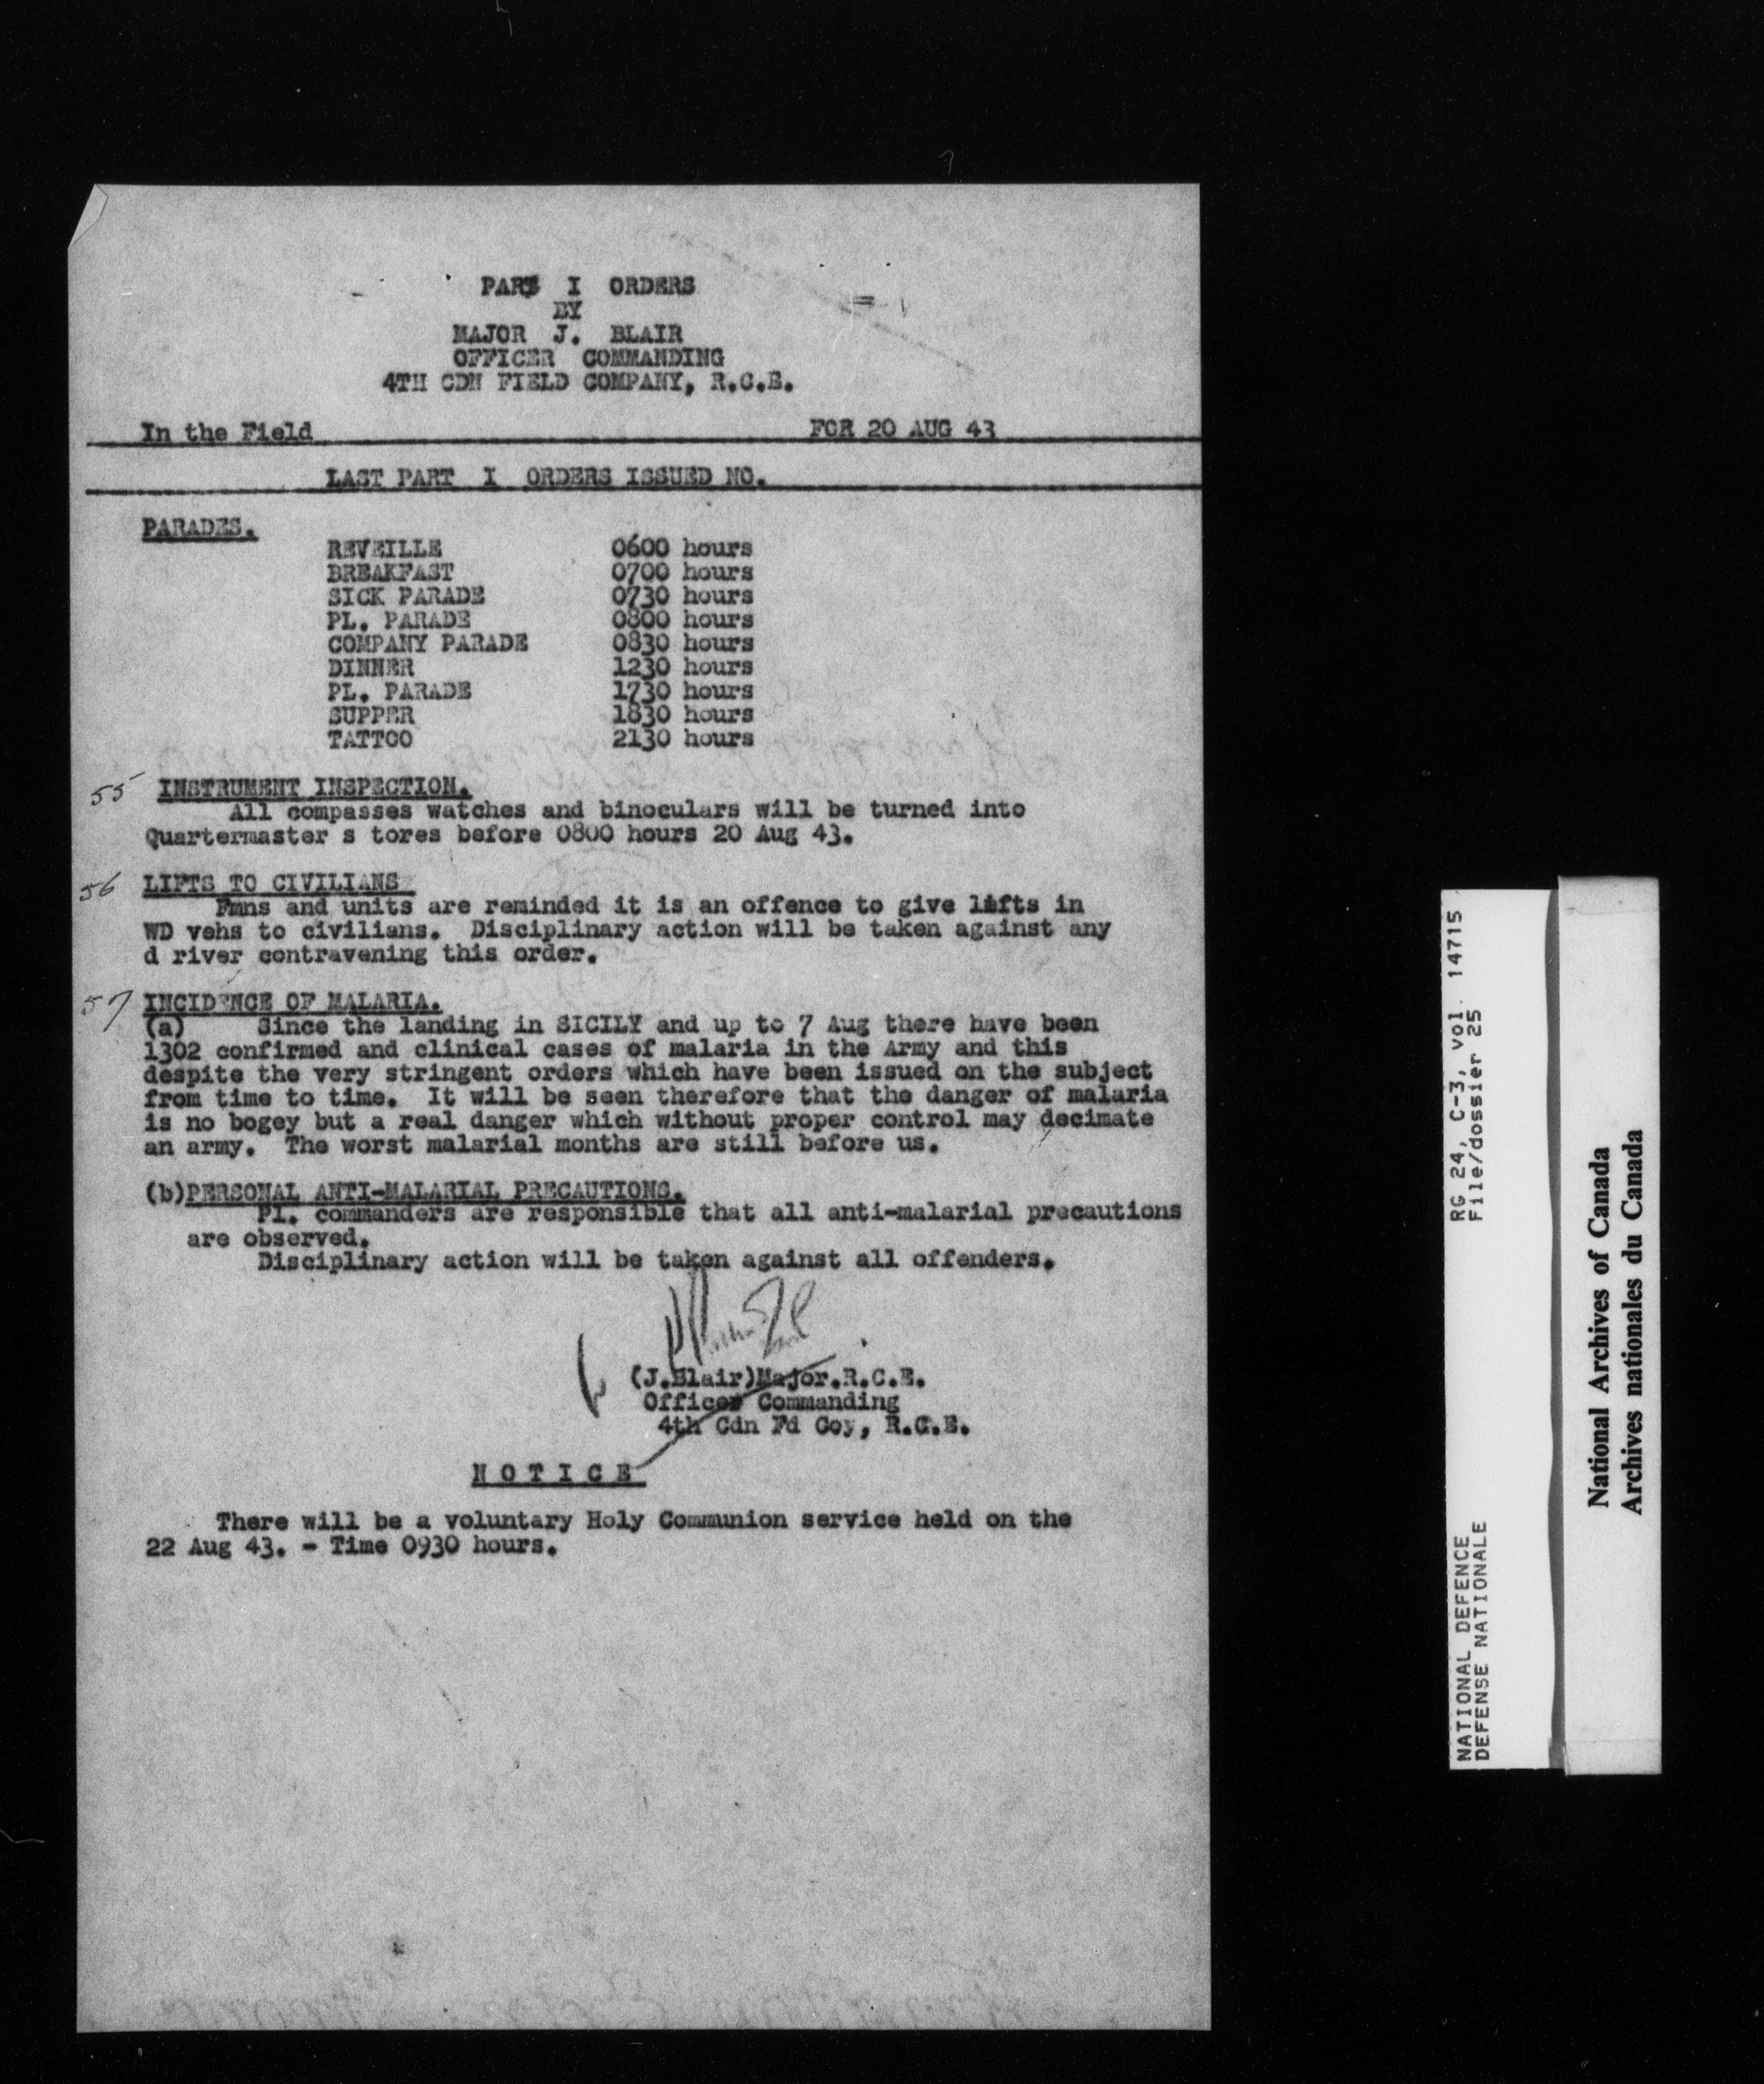 PART I ORDERS
BY
MAJOR J. BLAIR
OFFICER COMMANDING
4TH CDN FIELD COMPANY, R.C.E.
In the Field FOR 20 AUG 43
LAST PART I ORDERS ISSUED NO.
PARADES.
REVEILLE 0600 hours
BREAKFAST 0700 hours
SICK PARADE 0730 hours
PL. PARADE 0800 hours
COMPANY PARADE 0830 hours
DINNER 1230 hours
PL. PARADE 1730 hours
SUPPER 1830 hours
TATTOO 2130 hours
55 INSTRUMENT INSPECTION.
All compasses watches and binoculars will be turned into
Quartermaster s tores before 0800 hours 20 Aug 43.
56 LIFTS TO CIVILIANS
Fmns and units are reminded it is an offence to give lifts in
WD vehs to civilians. Disciplinary action will be taken against any
d river contravening this order.
57 INCIDENCE OF MALARIA.
(a) Since the landing in SICILY and up to 7 Aug there have been
1302 confirmed and clinical cases of malaria in the Army and this
despite the very stringent orders which have been issued on the subject
from time to time. It will be seen therefore that the danger of malaria
is no bogey but a real danger which without proper control may decimate
an army. The worst malarial months are still before us.
(b)PERSONAL ANTI-MALARIAL PRECAUTIONS.
Pl. commanders are responsible that all anti-malarial precautions
are observed.
Disciplinary action will be taken against all offenders.
(J.Blair)Major.R.C.E.
Officer Commanding
4th Cdn Fd Coy, R.C.E.
NOTICE
There will be a voluntary Holy Communion service held on the
22 Aug 43. - Time 0930 hours.
NATIONAL DEFENCE RG 24, C-3, vol. 14715
DEFENSE NATIONALE File/dossier 25
National Archives of Canada
Archives nationales du Canada